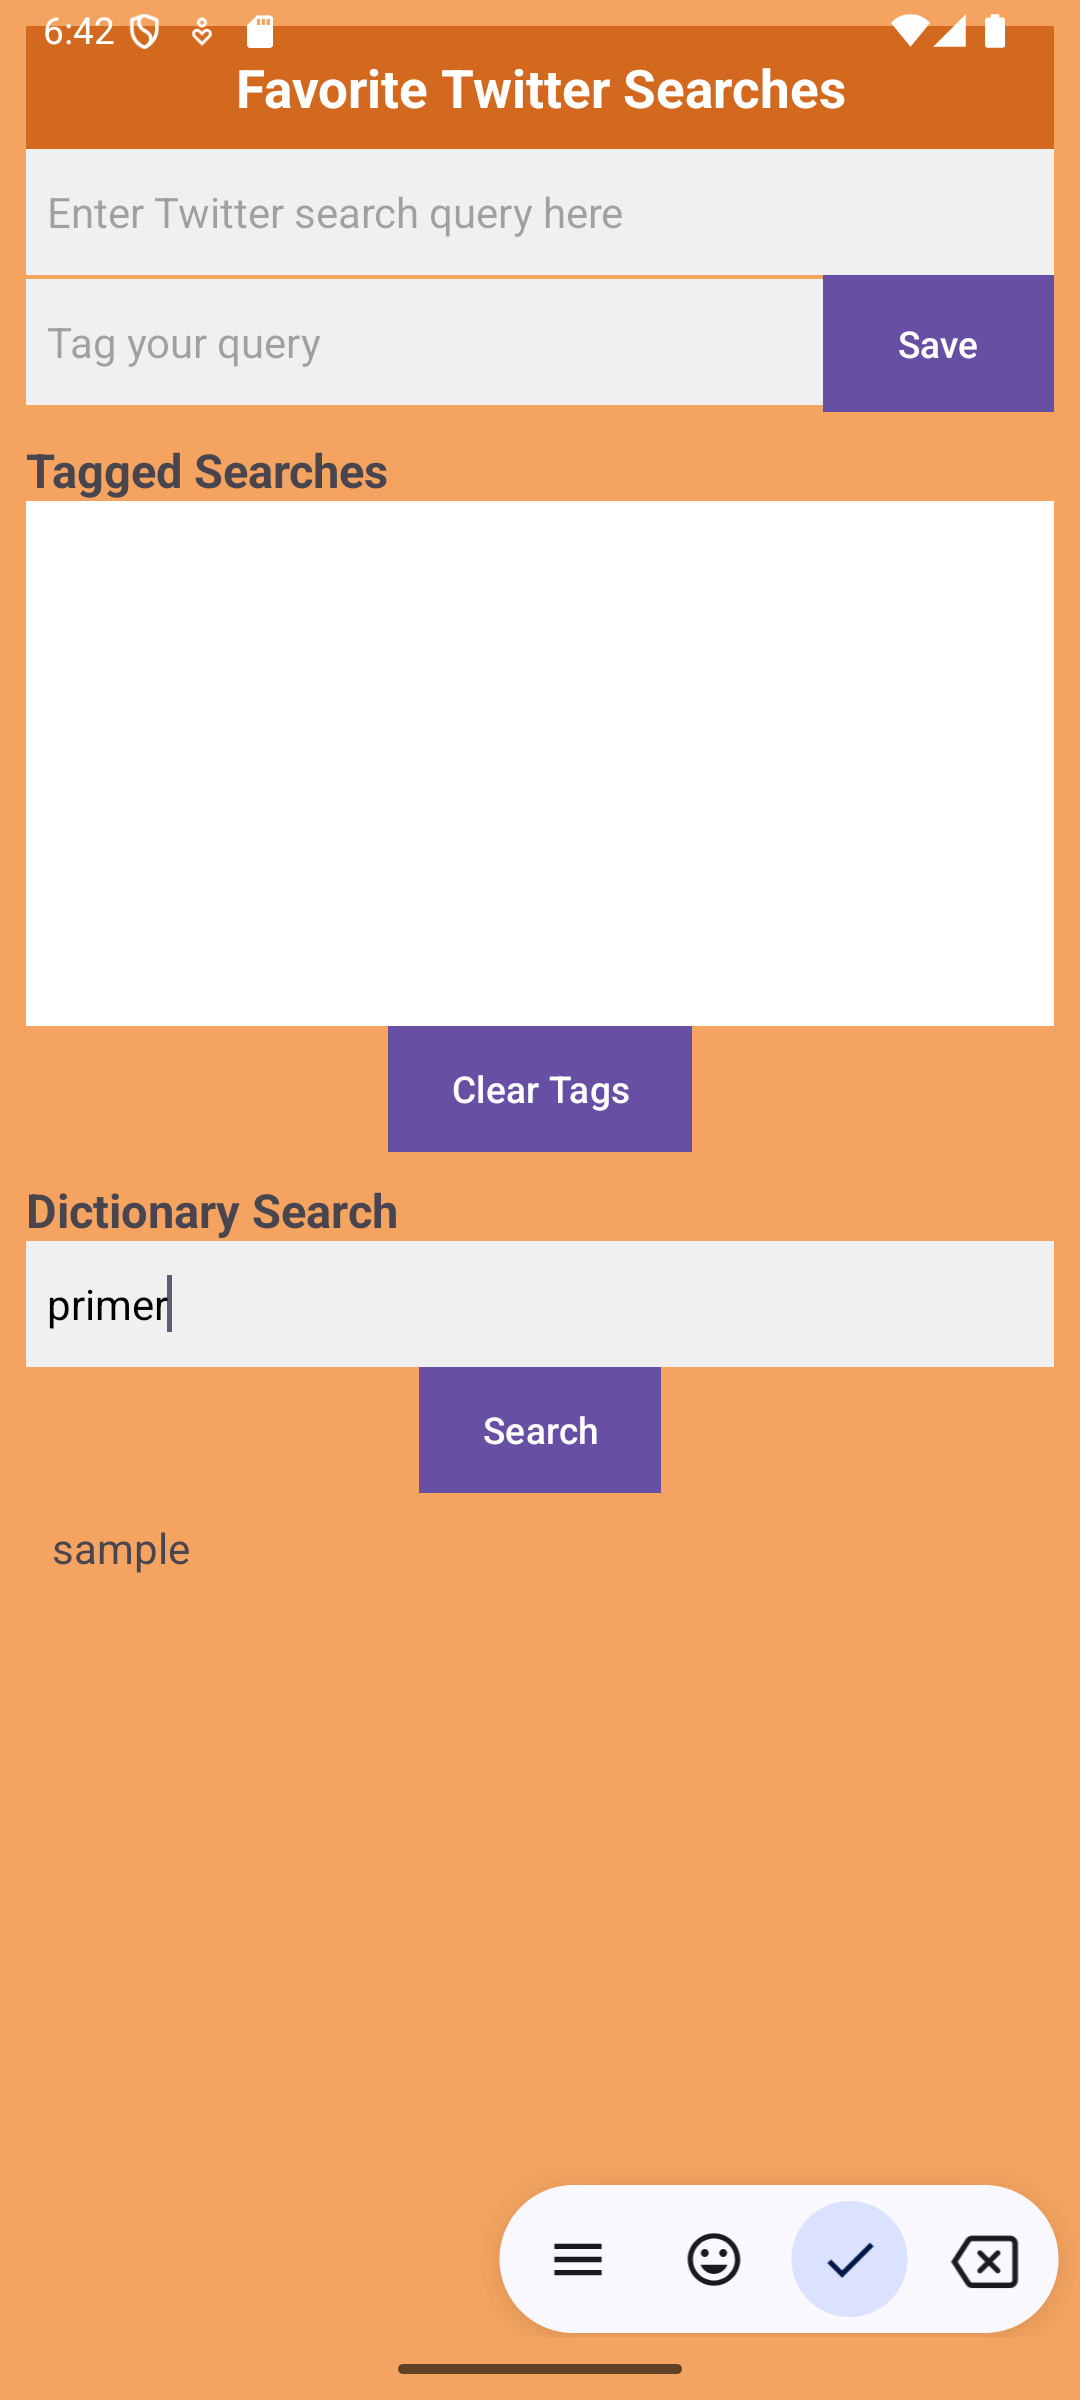 6:42
Favorite Twitter Searches
Enter Twitter search query here
Tag your query
Save
Tagged Searches
Clear Tags
Dictionary Search
primer
Search
sample